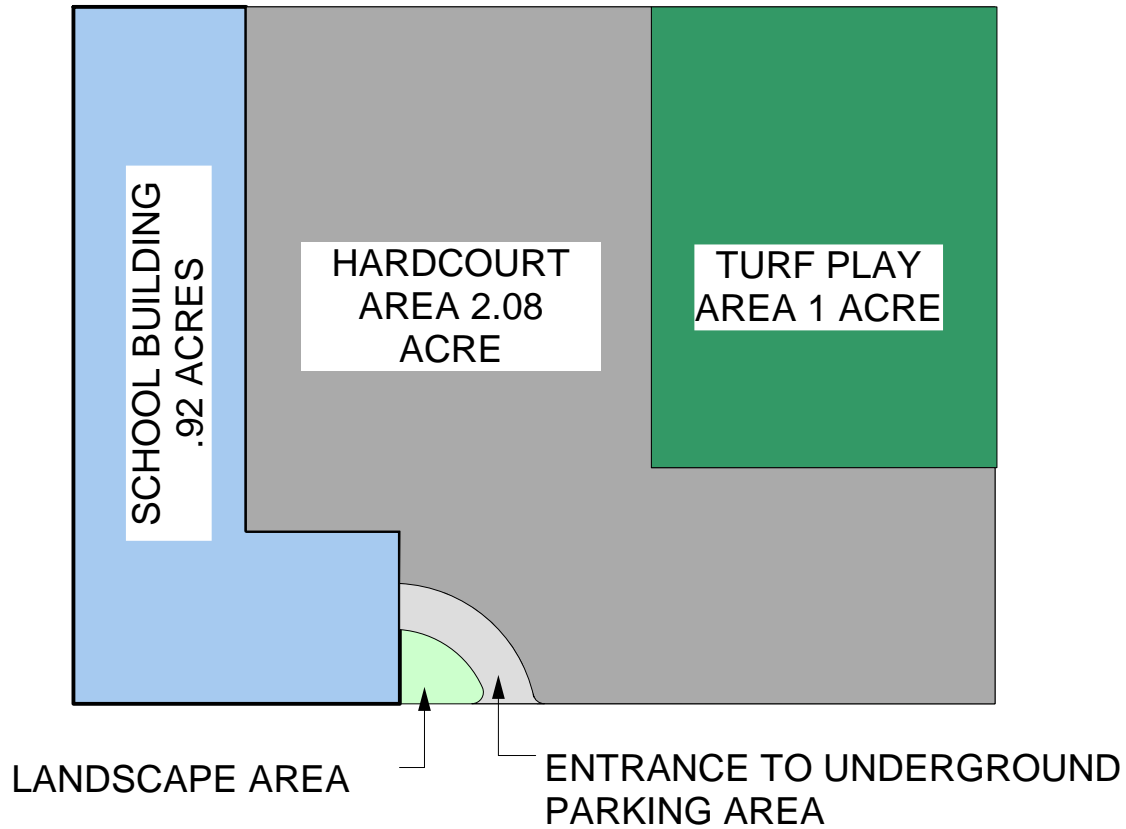 SCHOOL BUILDING
.92 ACRES
HARDCOURT
AREA 2.08
ACRE
TURF PLAY
AREA 1 ACRE
LANDSCAPE AREA
ENTRANCE TO UNDERGROUND
PARKING AREA